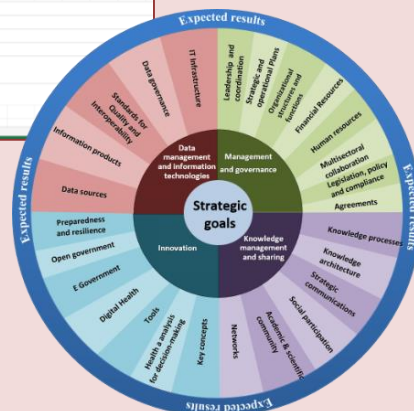 Expected results
Strategic
goals
Data
management
and information
technologies
IT Infrastructure
Data governance
Standards for
Quality and
Interoperability
Information products
Data sources
Management
and governance
Leadership and
coordination
Strategic and
operational Plans
Organizational
structures and
functions
Financial Resources
Human resources
Multisectoral
collaboration
Legislation, policy
and compliance
Agreements
Expected results
Knowledge
management
and sharing
Knowledge processes
Knowledge
architecture
Strategic
communications
Social participation
Academic & scientific
community
Networks
Innovation
Preparedness
and resilience
Open government
E Government
Digital Health
Tools
Health a analysis
for decision-making
Key concepts
Expected results
Expected results